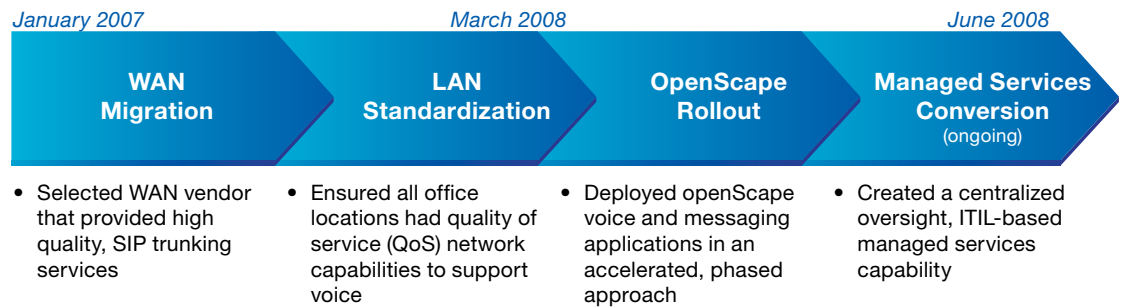 January 2007
March 2008
June 2008
WAN
Migration
LAN
Standardization
OpenScape
Rollout
Managed Services
Conversion
(ongoing)
• Selected WAN vendor
that provided high
quality, SIP trunking
services
• Ensured all office
locations had quality of
service (QoS) network
capabilities to support
voice
• Deployed openScape
voice and messaging
applications in an
accelerated, phased
approach
• Created a centralized
oversight, ITIL-based
managed services
capability